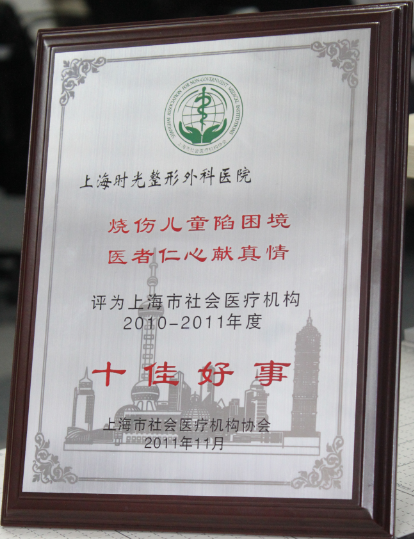 上海时光整形外科医院
烧伤儿童陷困境
医者仁心献真情
评为上海市社会医疗机构
2010-2011年度
十佳好事
上海市社会医疗机构协会
2011年11月